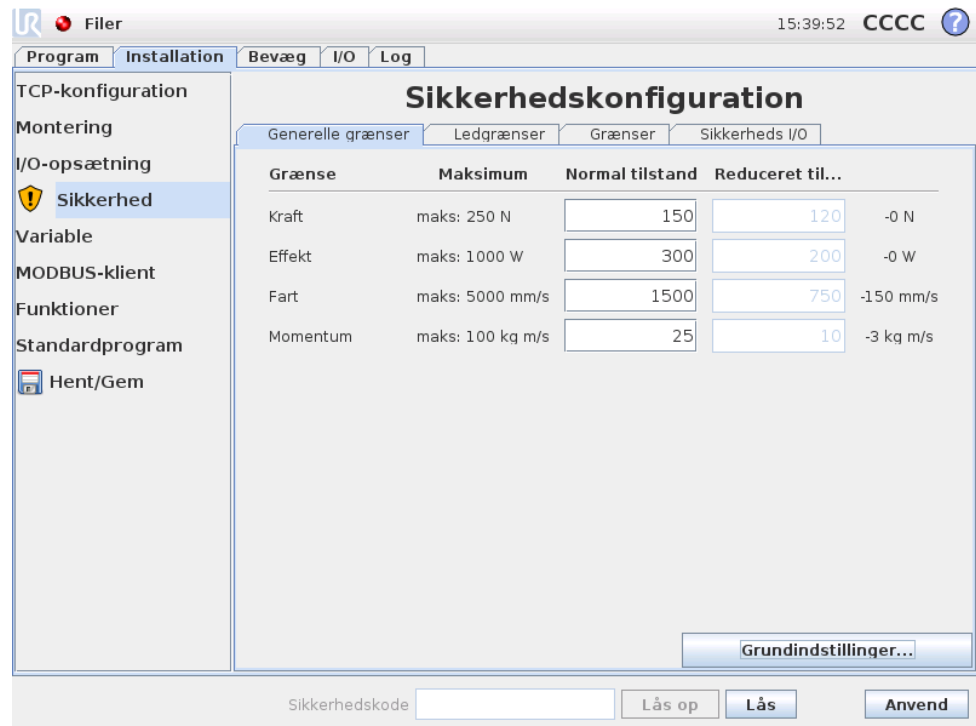 UR Filer 15:39:52 CCCC ?
Program Installation Bevæg I/O Log
TCP-konfiguration
Montering
I/O-opsætning
Sikkerhed
Variable
MODBUS-klient
Funktioner
Standardprogram
Hent/Gem
Sikkerhedskonfiguration
Generelle grænser Ledgrænser Grænser Sikkerheds I/O
Grænse Maksimum Normal tilstand Reduceret til...
Kraft maks: 250 N 150 120 -0 N
Effekt maks: 1000 W 300 200 -0 W
Fart maks: 5000 mm/s 1500 750 -150 mm/s
Momentum maks: 100 kg m/s 25 10 -3 kg m/s
Grundindstillinger...
Sikkerhedskode Lås op Lås Anvend